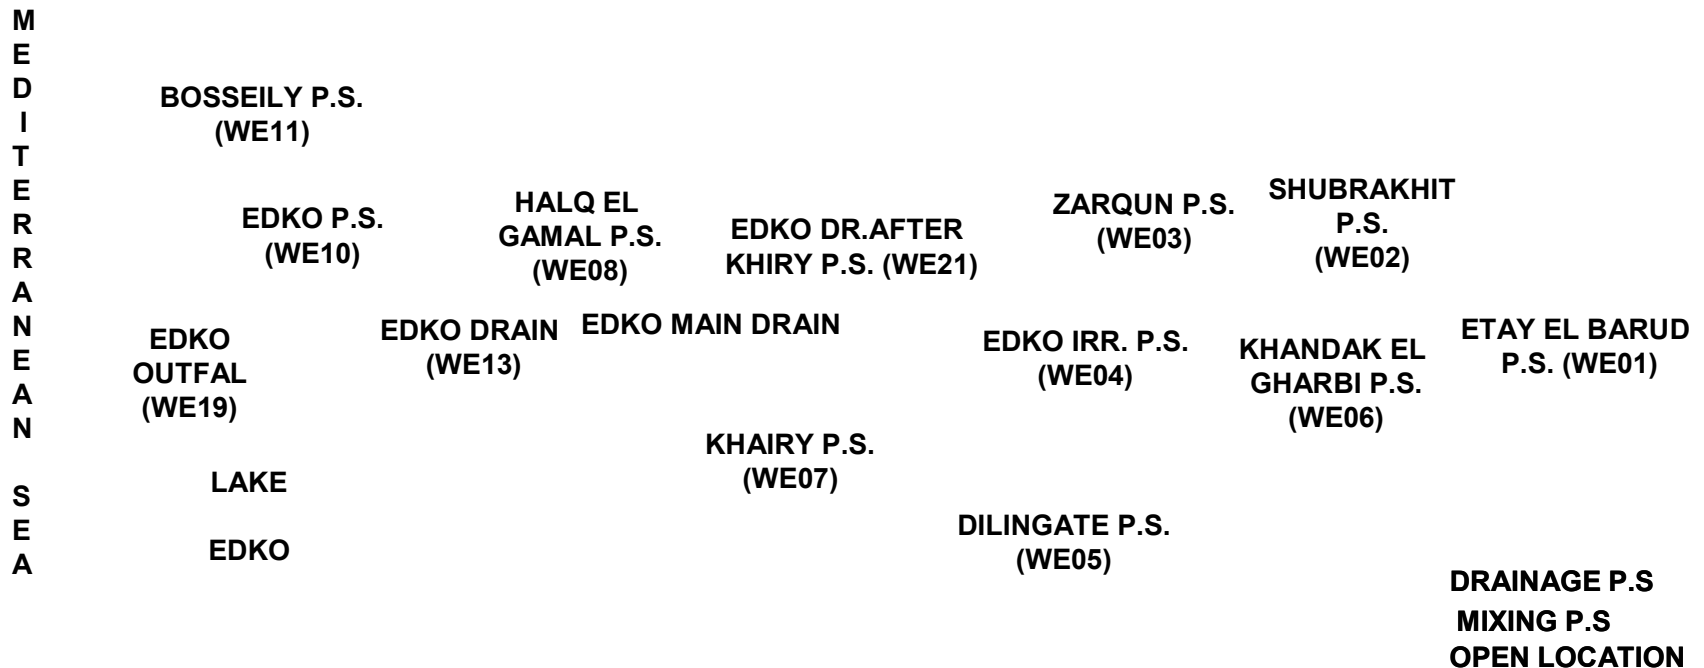 MEDITERRANEAN SEA
BOSSEILY P.S.
(WE11)
EDKO P.S.
(WE10)
HALQ EL
GAMAL P.S.
(WE08)
EDKO DR.AFTER
KHIRY P.S. (WE21)
ZARQUN P.S.
(WE03)
SHUBRAKHIT
P.S.
(WE02)
EDKO
OUTFAL
(WE19)
EDKO DRAIN
(WE13)
EDKO MAIN DRAIN
EDKO IRR. P.S.
(WE04)
KHANDAK EL
GHARBI P.S.
(WE06)
ETAY EL BARUD
P.S. (WE01)
KHAIRY P.S.
(WE07)
LAKE
EDKO
DILINGATE P.S.
(WE05)
DRAINAGE P.S
MIXING P.S
OPEN LOCATION